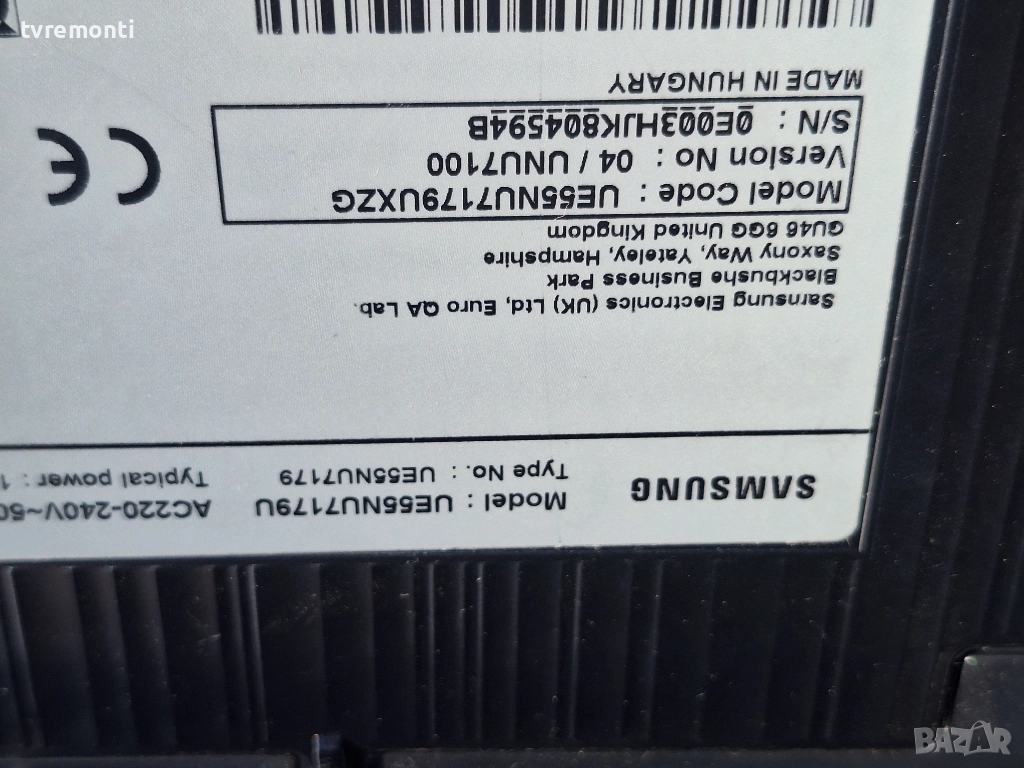 SAMSUNG
Model : UE55NU7179U
Type No. : UE55NU7179
AC220-240V~50
Typical power : 1
Samsung Electronics (UK) Ltd, Euro QA Lab.
Blackbushe Business Park
Saxony Way, Yateley, Hampshire
GU46 6GG United Kingdom
Model Code : UE55NU7179UXZG
Version No : 04 / UNU7100
S/N : 0E003HJK804594B
MADE IN HUNGARY
CE
tvremonti
BAZAR